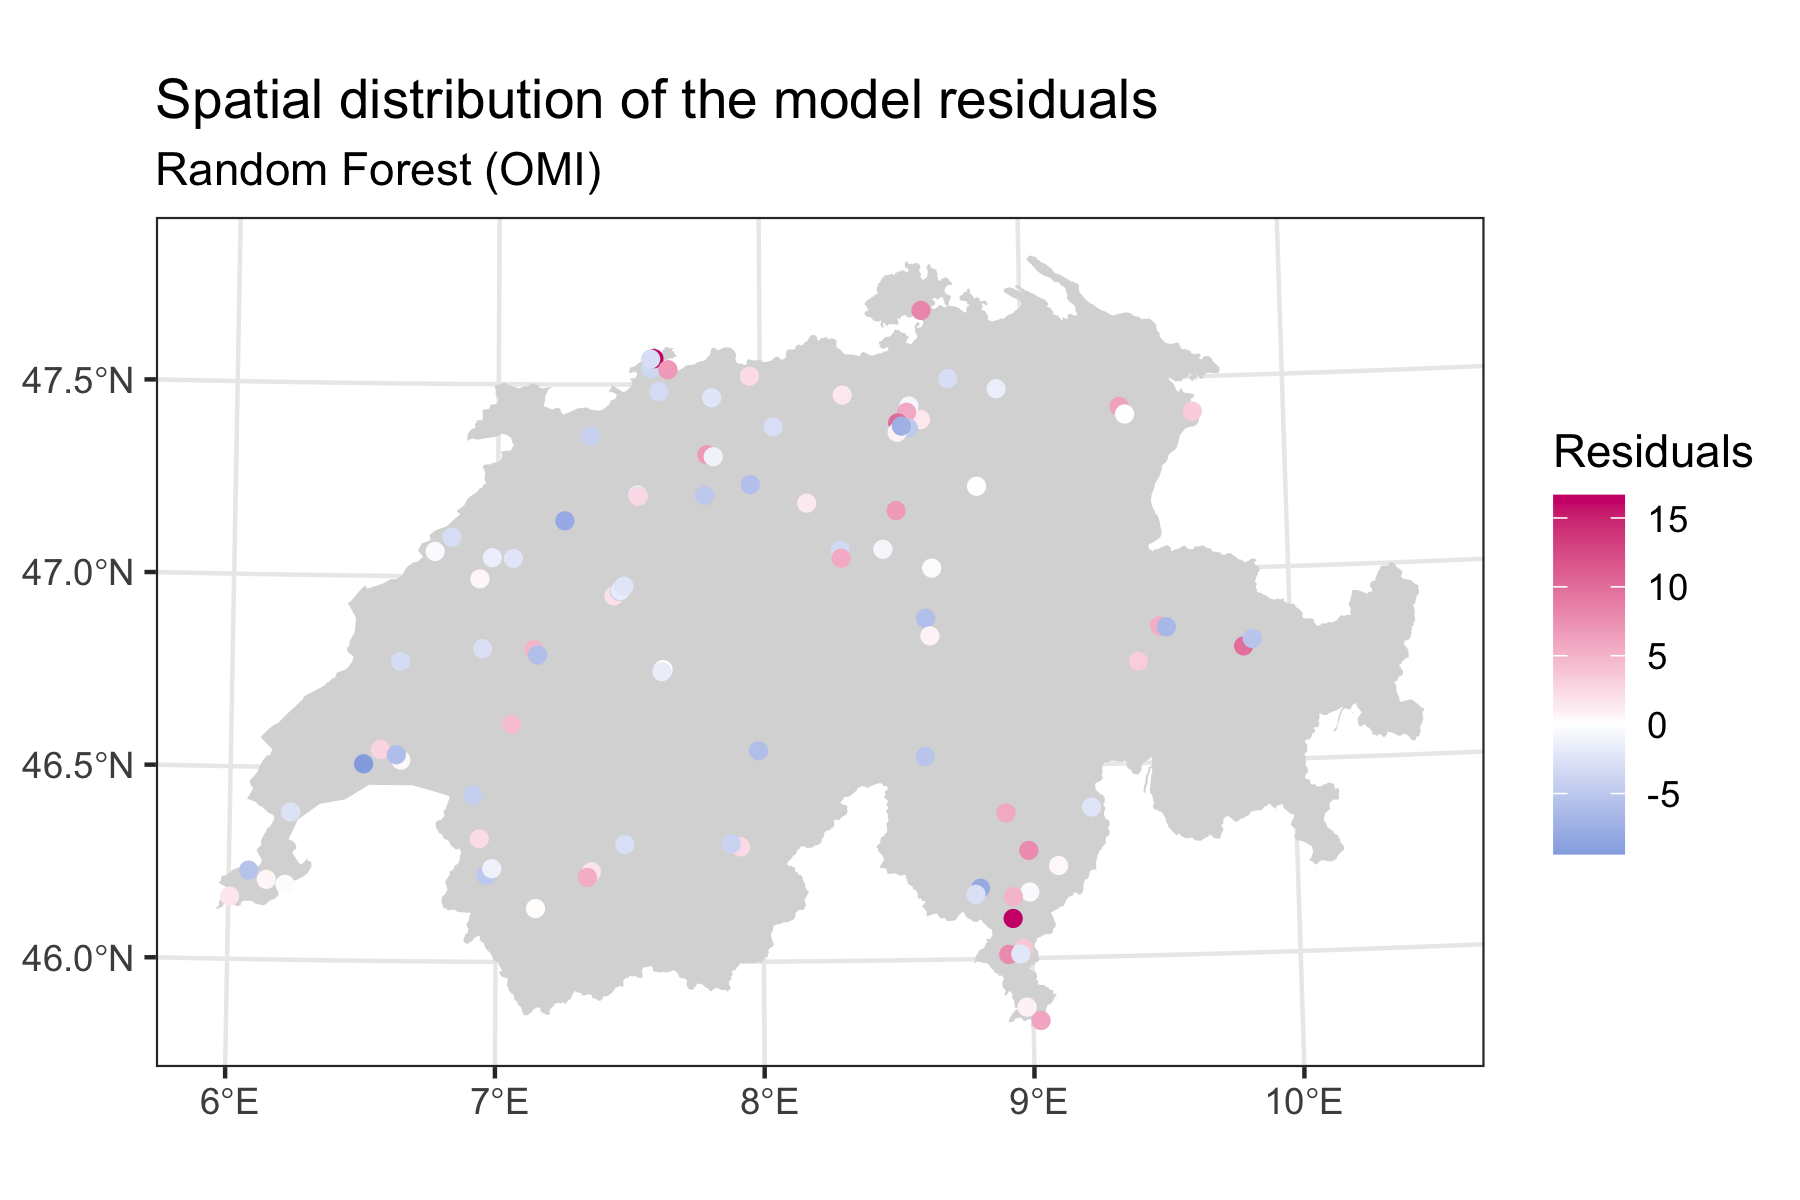 Spatial distribution of the model residuals
Random Forest (OMI)
47.5°N
47.0°N
46.5°N
46.0°N
6°E
7°E
8°E
9°E
10°E
Residuals
15
10
5
0
-5